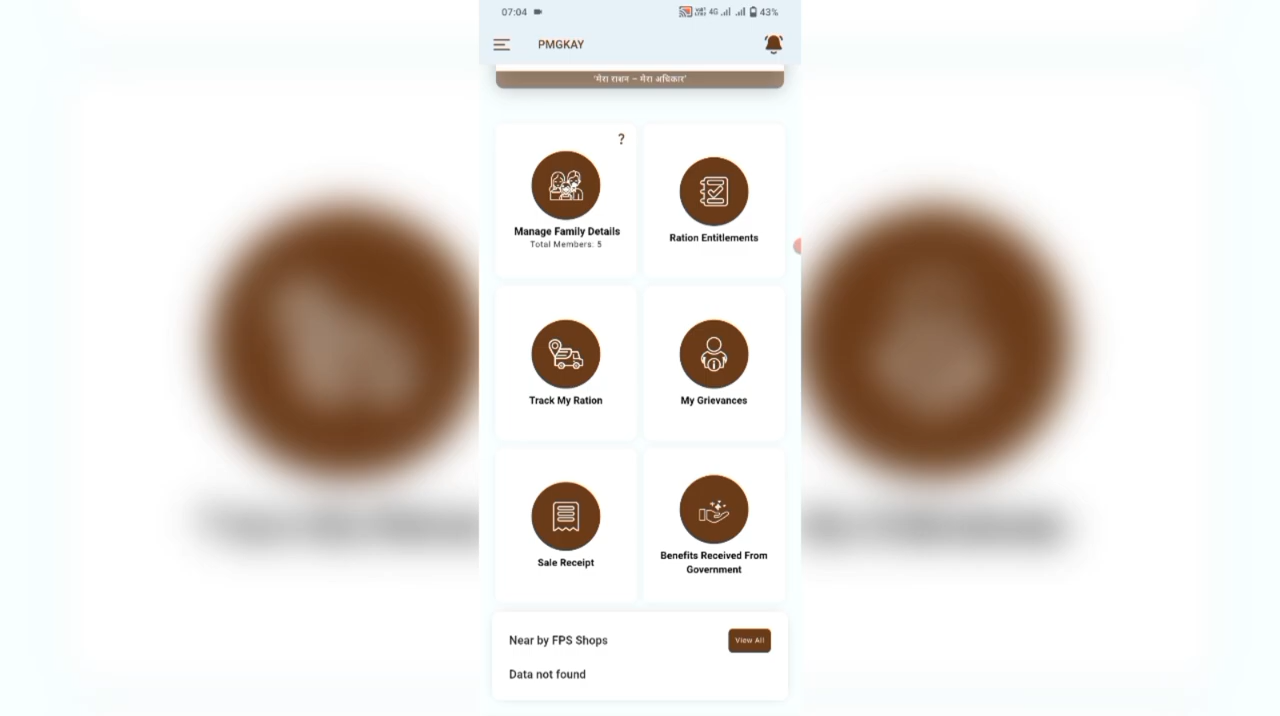 07:04
4G
43%
PMGKAY
'मेरा राशन – मेरा अधिकार'
?
Manage Family Details
Total Members: 5
Ration Entitlements
Track My Ration
My Grievances
Sale Receipt
Benefits Received From
Government
Near by FPS Shops
View All
Data not found